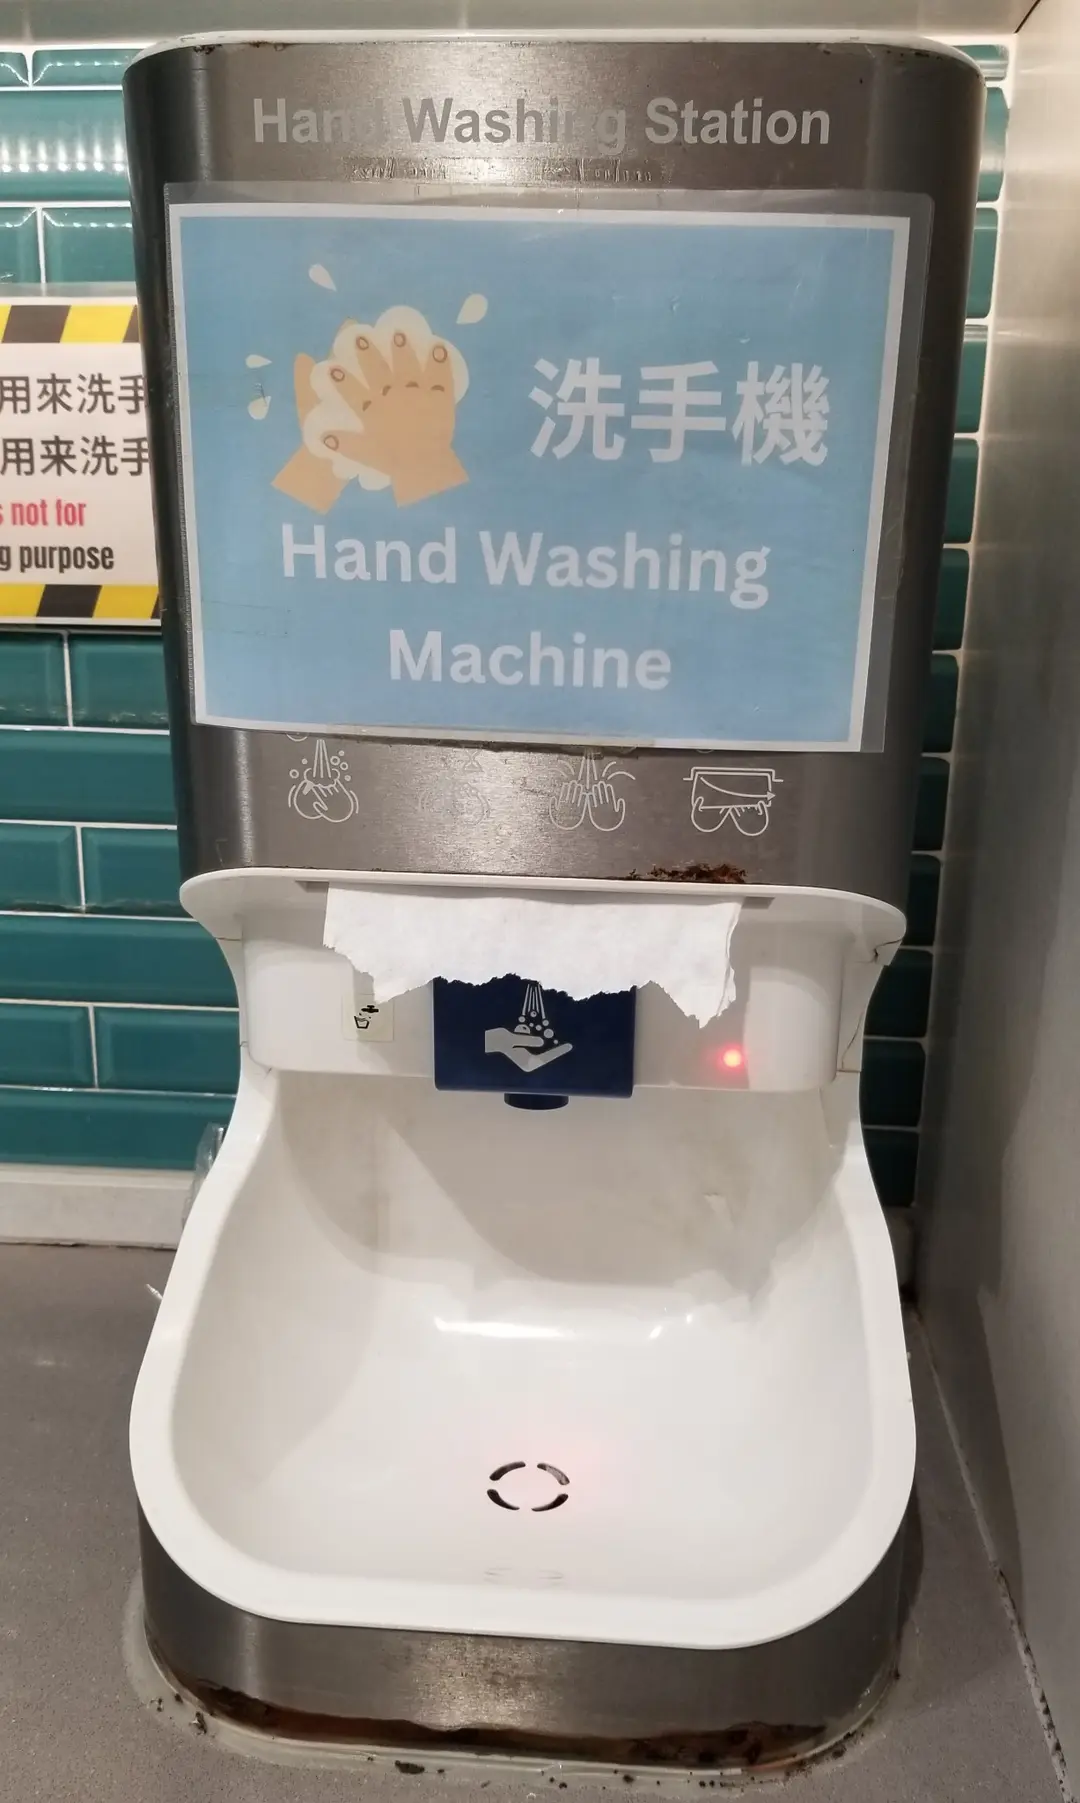 Hand Washing Station
洗手機
Hand Washing
Machine
用來洗手
用来洗手
s not for
g purpose